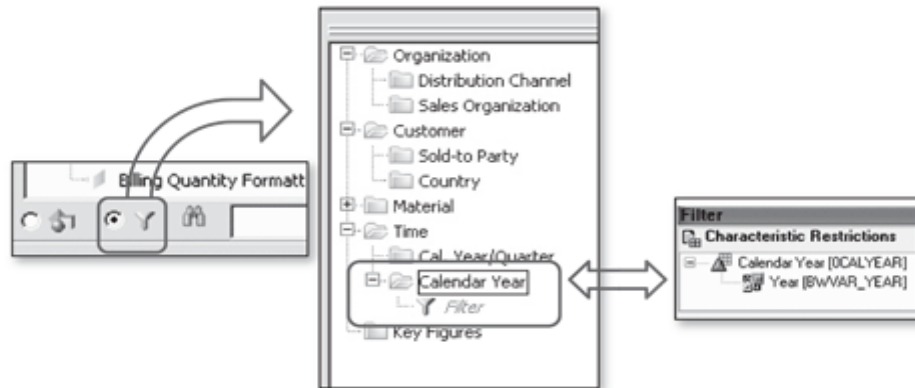 Billing Quantity Formatt
Organization
Distribution Channel
Sales Organization
Customer
Sold-to Party
Country
Material
Time
Cal. Year/Quarter
Calendar Year
Filter
Key Figures
Filter
Characteristic Restrictions
Calendar Year [0CALYEAR]
Year [BWVAR_YEAR]